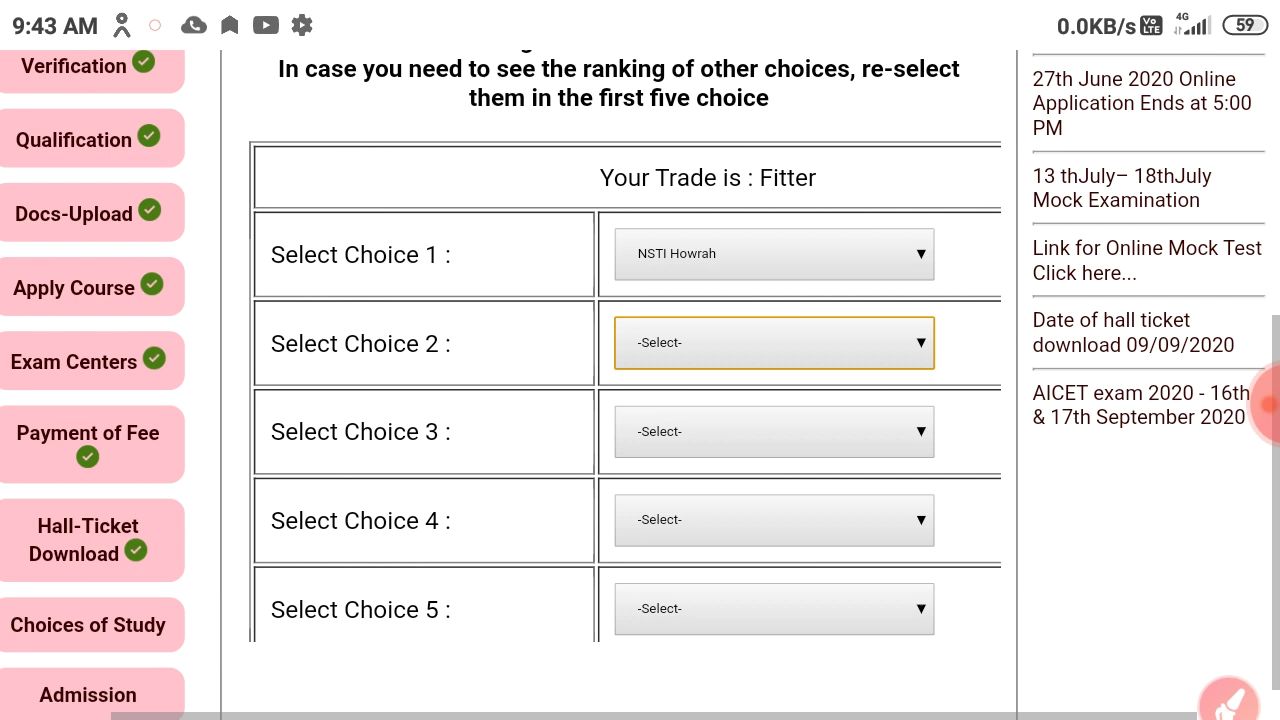 9:43 AM
0.0KB/s Vo LTE 4G 59
Verification
Qualification
Docs-Upload
Apply Course
Exam Centers
Payment of Fee
Hall-Ticket
Download
Choices of Study
Admission
In case you need to see the ranking of other choices, re-select
them in the first five choice
Your Trade is : Fitter
Select Choice 1 : NSTI Howrah
Select Choice 2 : -Select-
Select Choice 3 : -Select-
Select Choice 4 : -Select-
Select Choice 5 : -Select-
27th June 2020 Online
Application Ends at 5:00
PM
13 thJuly– 18thJuly
Mock Examination
Link for Online Mock Test
Click here...
Date of hall ticket
download 09/09/2020
AICET exam 2020 - 16th
& 17th September 2020